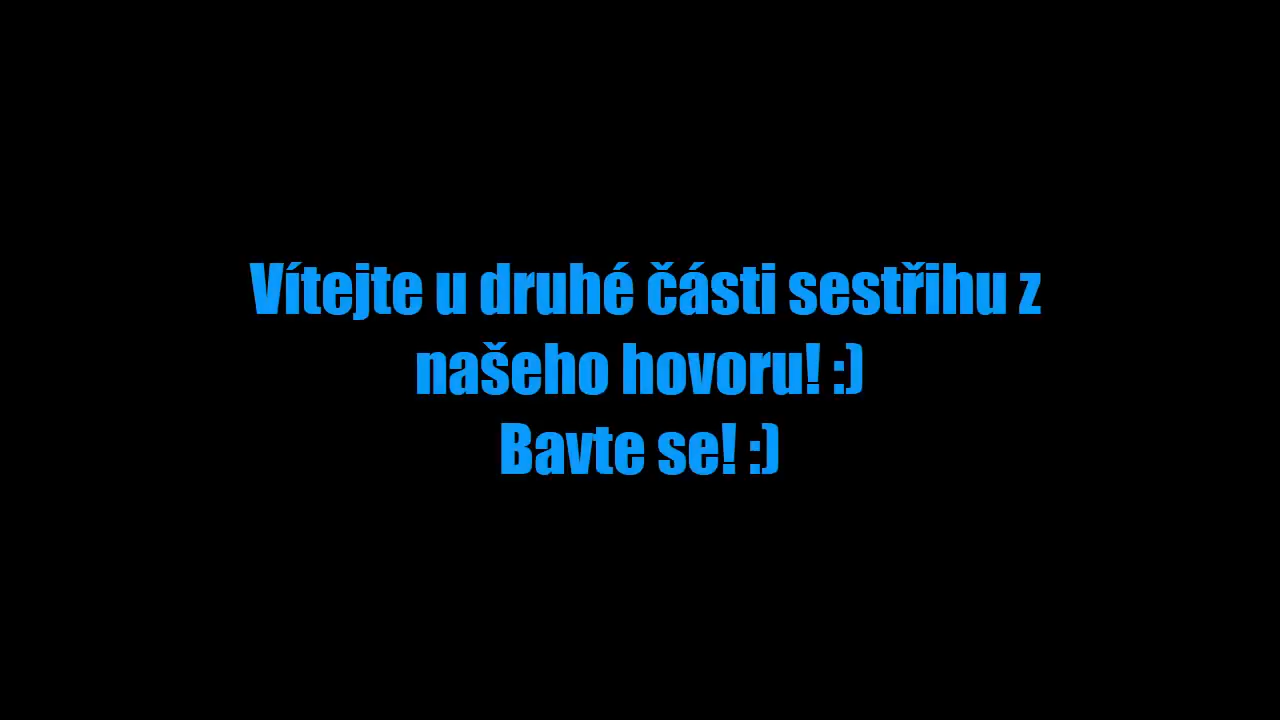 Vítejte u druhé části sestřihu z
našeho hovoru! :)
Bavte se! :)